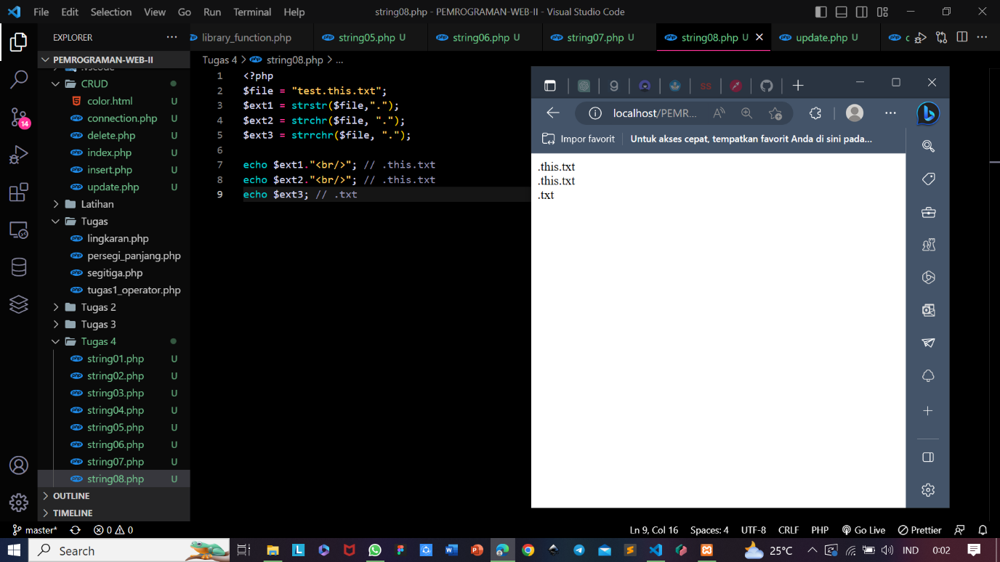 File Edit Selection View Go Run Terminal Help string08.php - PEMROGRAMAN-WEB-II - Visual Studio Code
EXPLORER
library_function.php string05.php U string06.php U string07.php U string08.php U update.php U c
PEMROGRAMAN-WEB-II
Tugas 4 > string08.php > ...
.vscode
CRUD
color.html U
connection.php U
delete.php U
index.php U
insert.php U
update.php U
Latihan
Tugas
lingkaran.php
persegi_panjang.php
segitiga.php
tugas1_operator.php
Tugas 2
Tugas 3
Tugas 4
string01.php U
string02.php U
string03.php U
string04.php U
string05.php U
string06.php U
string07.php U
string08.php U
OUTLINE
TIMELINE
14
1 <?php
2 $file = "test.this.txt";
3 $ext1 = strstr($file,".");
4 $ext2 = strchr($file, ".");
5 $ext3 = strrchr($file, ".");
6
7 echo $ext1."<br/>"; // .this.txt
8 echo $ext2."<br/>"; // .this.txt
9 echo $ext3; // .txt
9 SS
localhost/PEMR... A
Impor favorit Untuk akses cepat, tempatkan favorit Anda di sini pada...
.this.txt
.this.txt
.txt
master* 0 0 Ln 9, Col 16 Spaces: 4 UTF-8 CRLF PHP Go Live Prettier
Search L 25°C IND 0:02